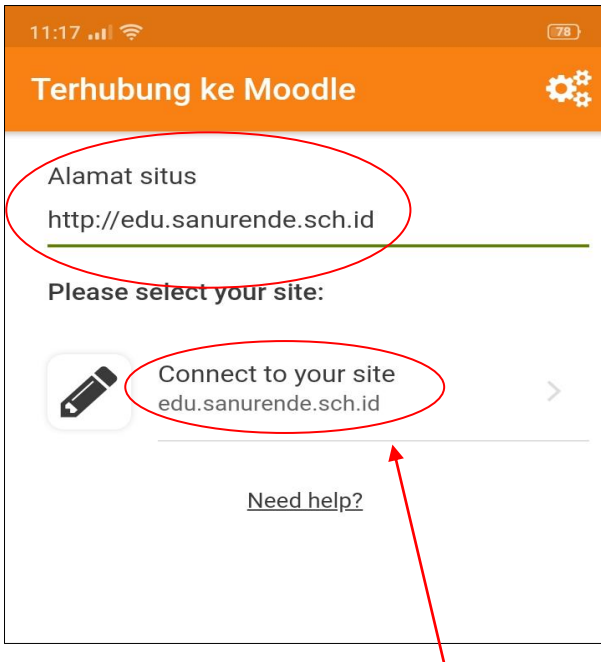 11:17 78
Terhubung ke Moodle
Alamat situs
http://edu.sanurende.sch.id
Please select your site:
Connect to your site
edu.sanurende.sch.id
Need help?